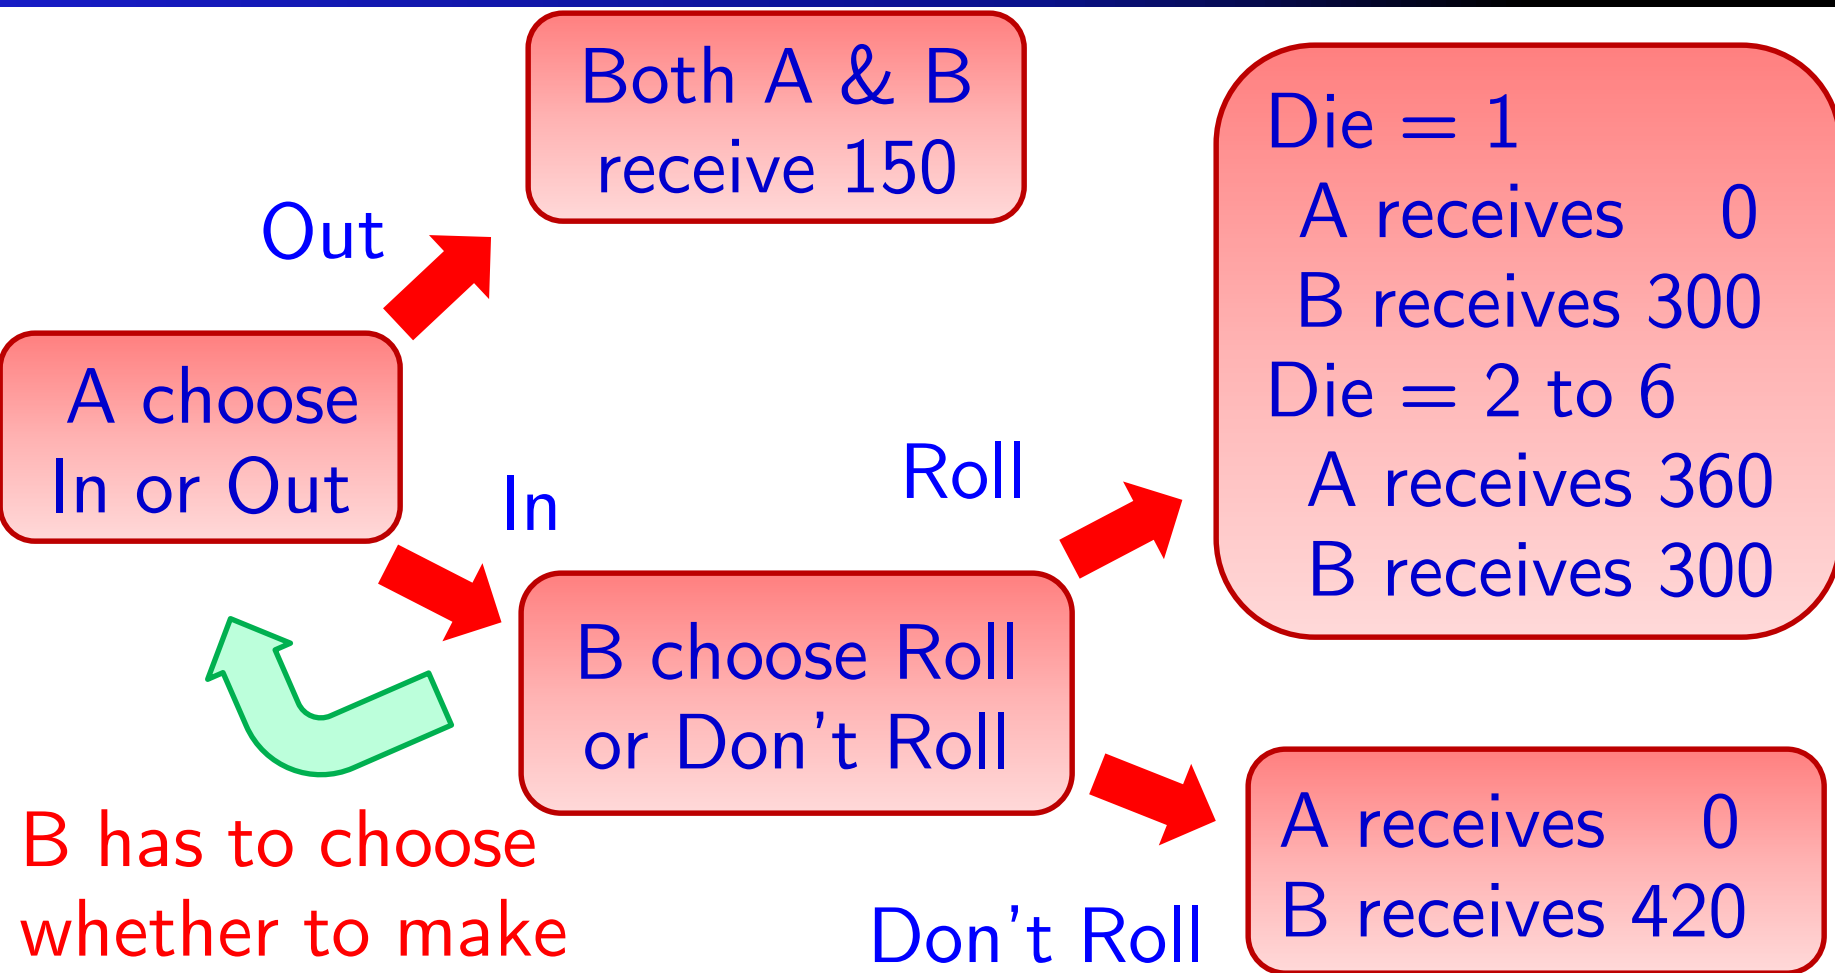 Both A & B
receive 150
Out
A choose
In or Out
In
B choose Roll
or Don't Roll
Roll
Die = 1
A receives 0
B receives 300
Die = 2 to 6
A receives 360
B receives 300
Don't Roll
A receives 0
B receives 420
B has to choose
whether to make